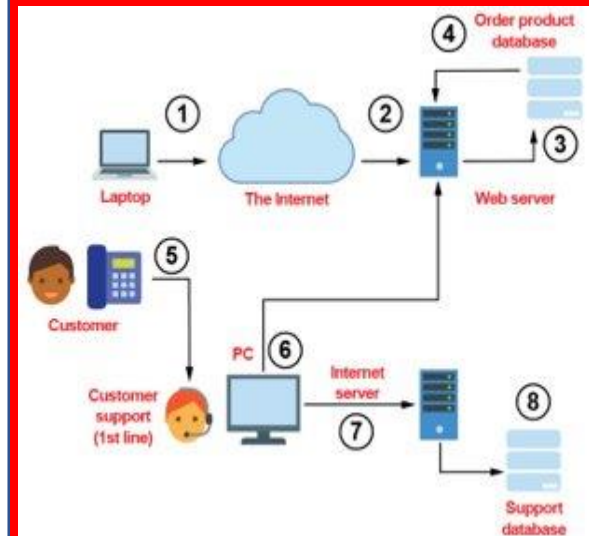 4
Order product
database
1
2
3
Laptop
The Internet
Web server
5
Customer
PC
6
Internet
server
Customer
support
(1st line)
7
8
Support
database